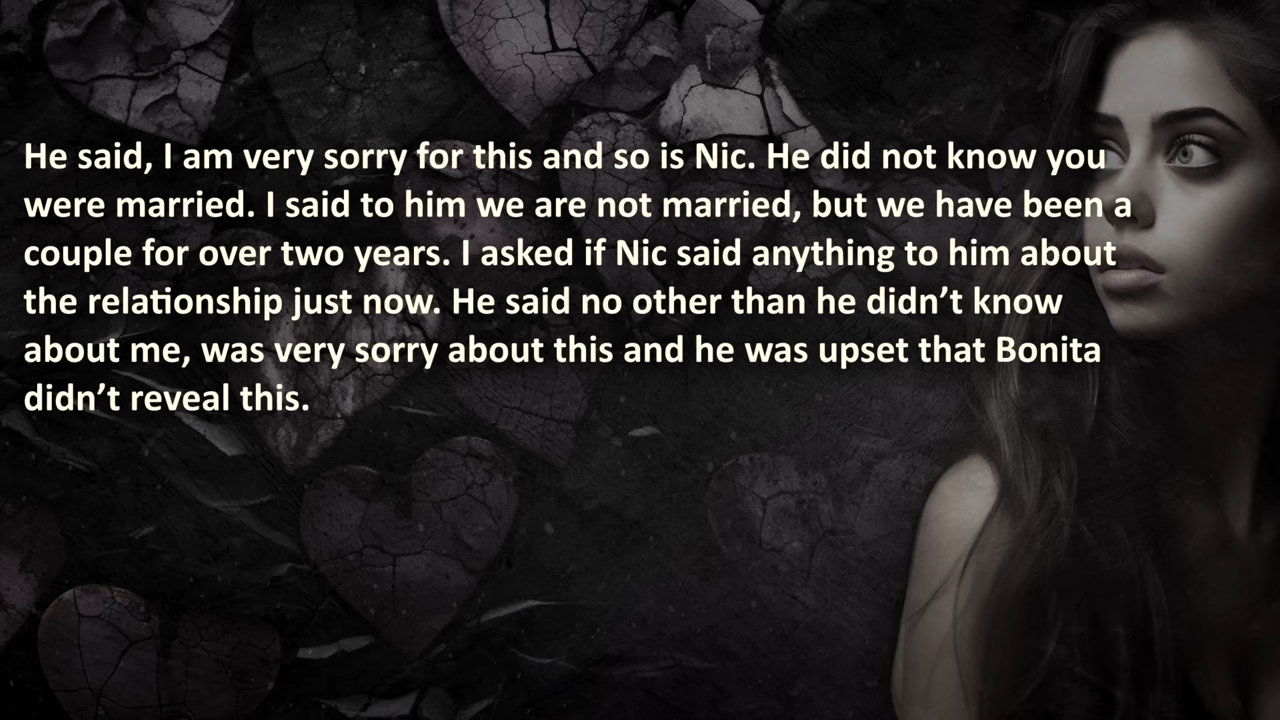 He said, I am very sorry for this and so is Nic. He did not know you
were married. I said to him we are not married, but we have been a
couple for over two years. I asked if Nic said anything to him about
the relationship just now. He said no other than he didn’t know
about me, was very sorry about this and he was upset that Bonita
didn’t reveal this.